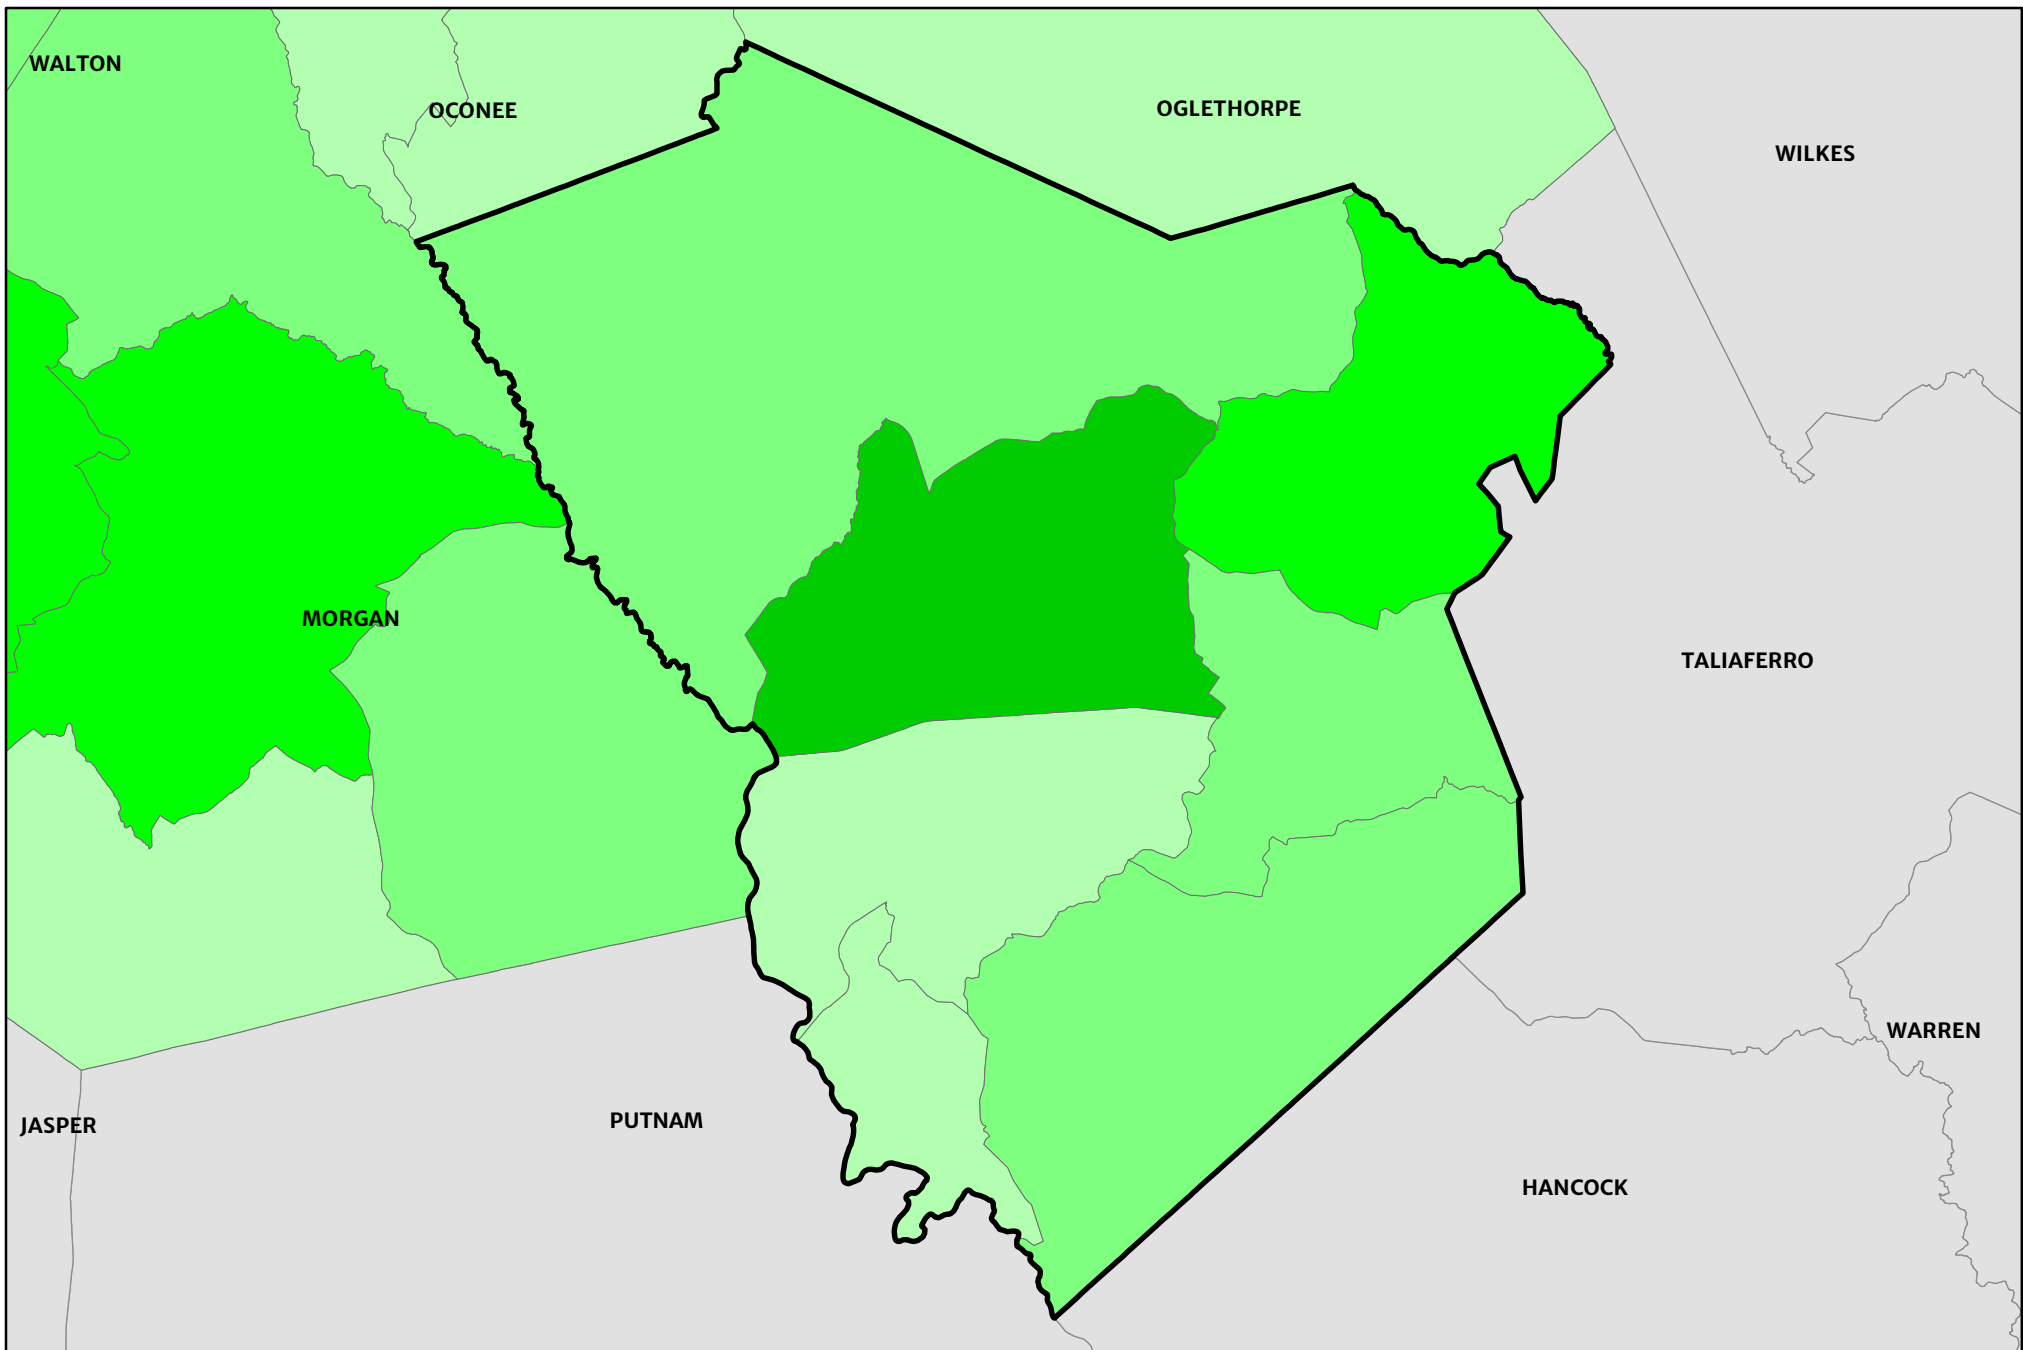 WALTON
OCONEE
OGLETHORPE
WILKES
MORGAN
TALIAFERRO
WARREN
JASPER
PUTNAM
HANCOCK